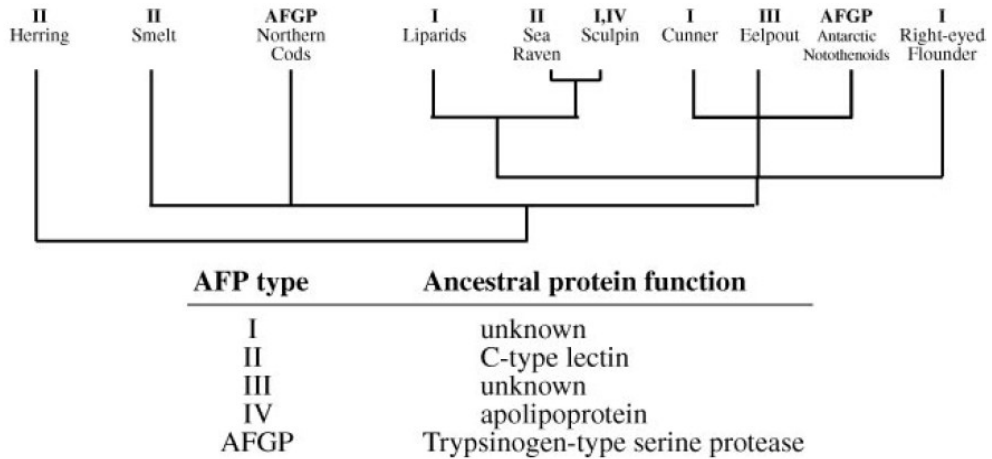 II II AFGP I II I,IV I III AFGP I
Herring Smelt Northern Liparids Sea Sculpin Cunner Eelpout Antarctic Right-eyed
Cods Raven Notothenoids Flounder
AFP type Ancestral protein function
I unknown
II C-type lectin
III unknown
IV apolipoprotein
AFGP Trypsinogen-type serine protease